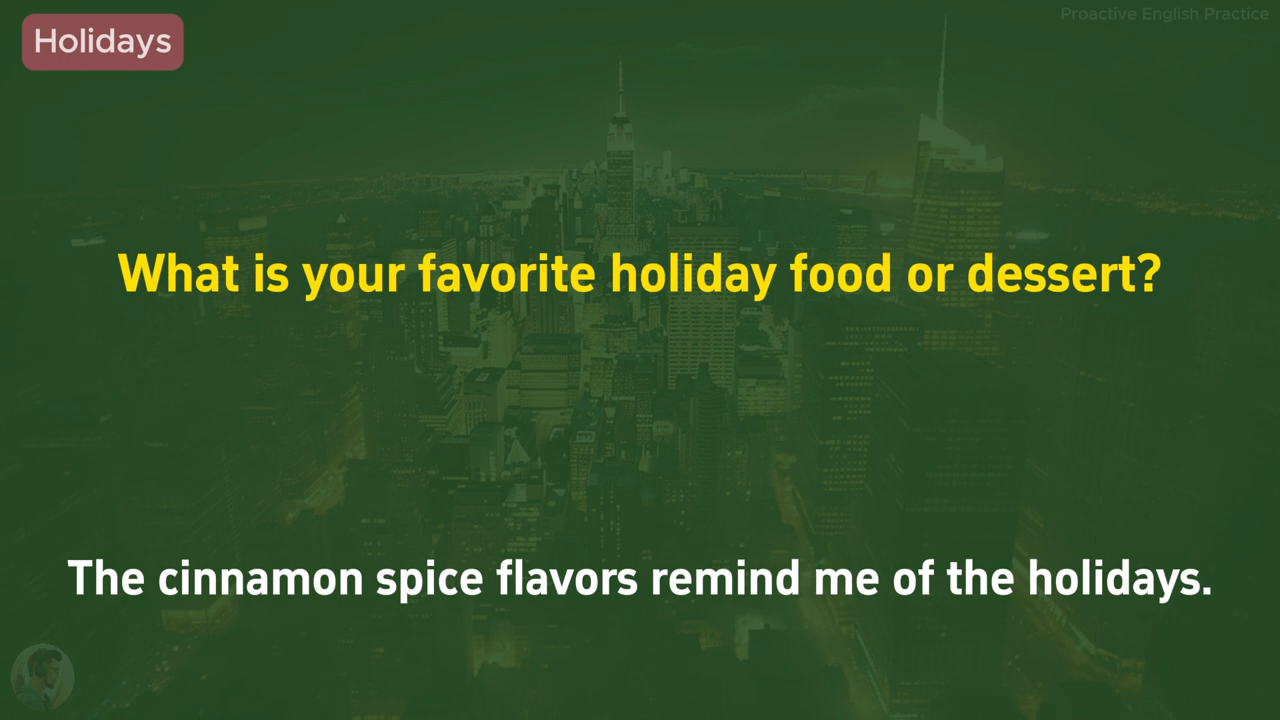 Proactive English Practice
Holidays
What is your favorite holiday food or dessert?
The cinnamon spice flavors remind me of the holidays.